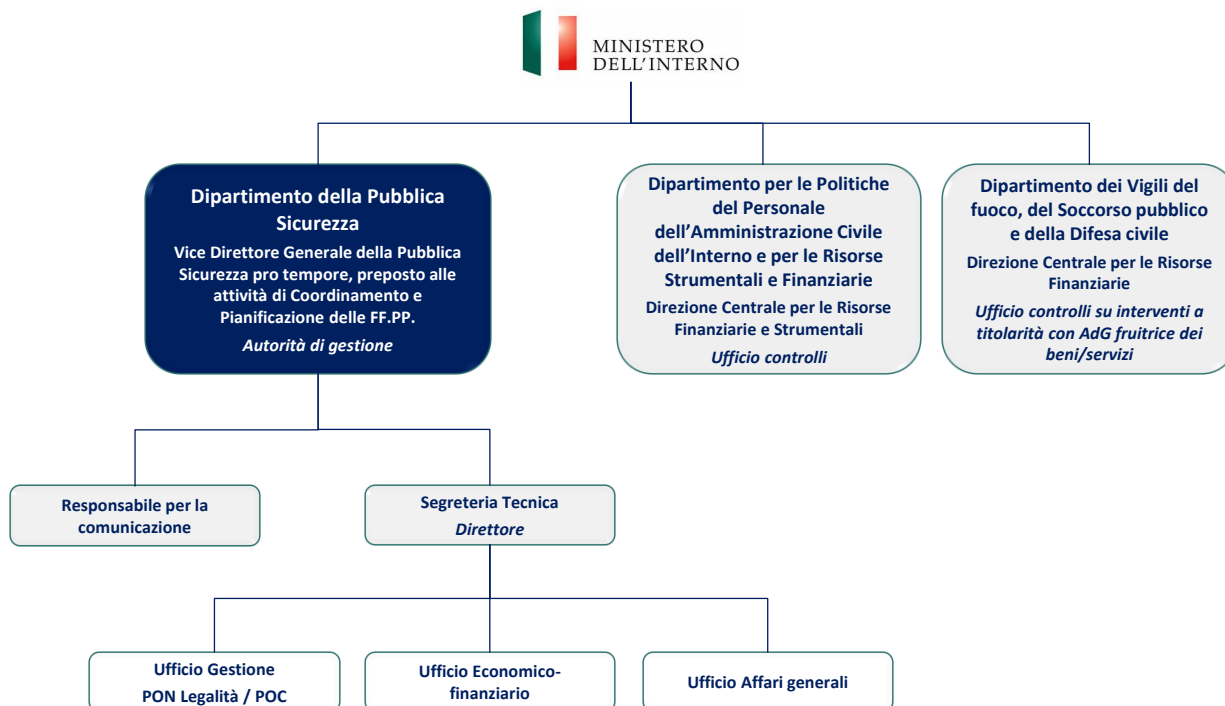 MINISTERO
DELL'INTERNO
Dipartimento della Pubblica
Sicurezza
Vice Direttore Generale della Pubblica
Sicurezza pro tempore, preposto alle
attività di Coordinamento e
Pianificazione delle FF.PP.
Autorità di gestione
Dipartimento per le Politiche
del Personale
dell'Amministrazione Civile
dell'Interno e per le Risorse
Strumentali e Finanziarie
Direzione Centrale per le Risorse
Finanziarie e Strumentali
Ufficio controlli
Dipartimento dei Vigili del
fuoco, del Soccorso pubblico
e della Difesa civile
Direzione Centrale per le Risorse
Finanziarie
Ufficio controlli su interventi a
titolarità con AdG fruitrice dei
beni/servizi
Responsabile per la
comunicazione
Segreteria Tecnica
Direttore
Ufficio Gestione
PON Legalità / POC
Ufficio Economico-
finanziario
Ufficio Affari generali